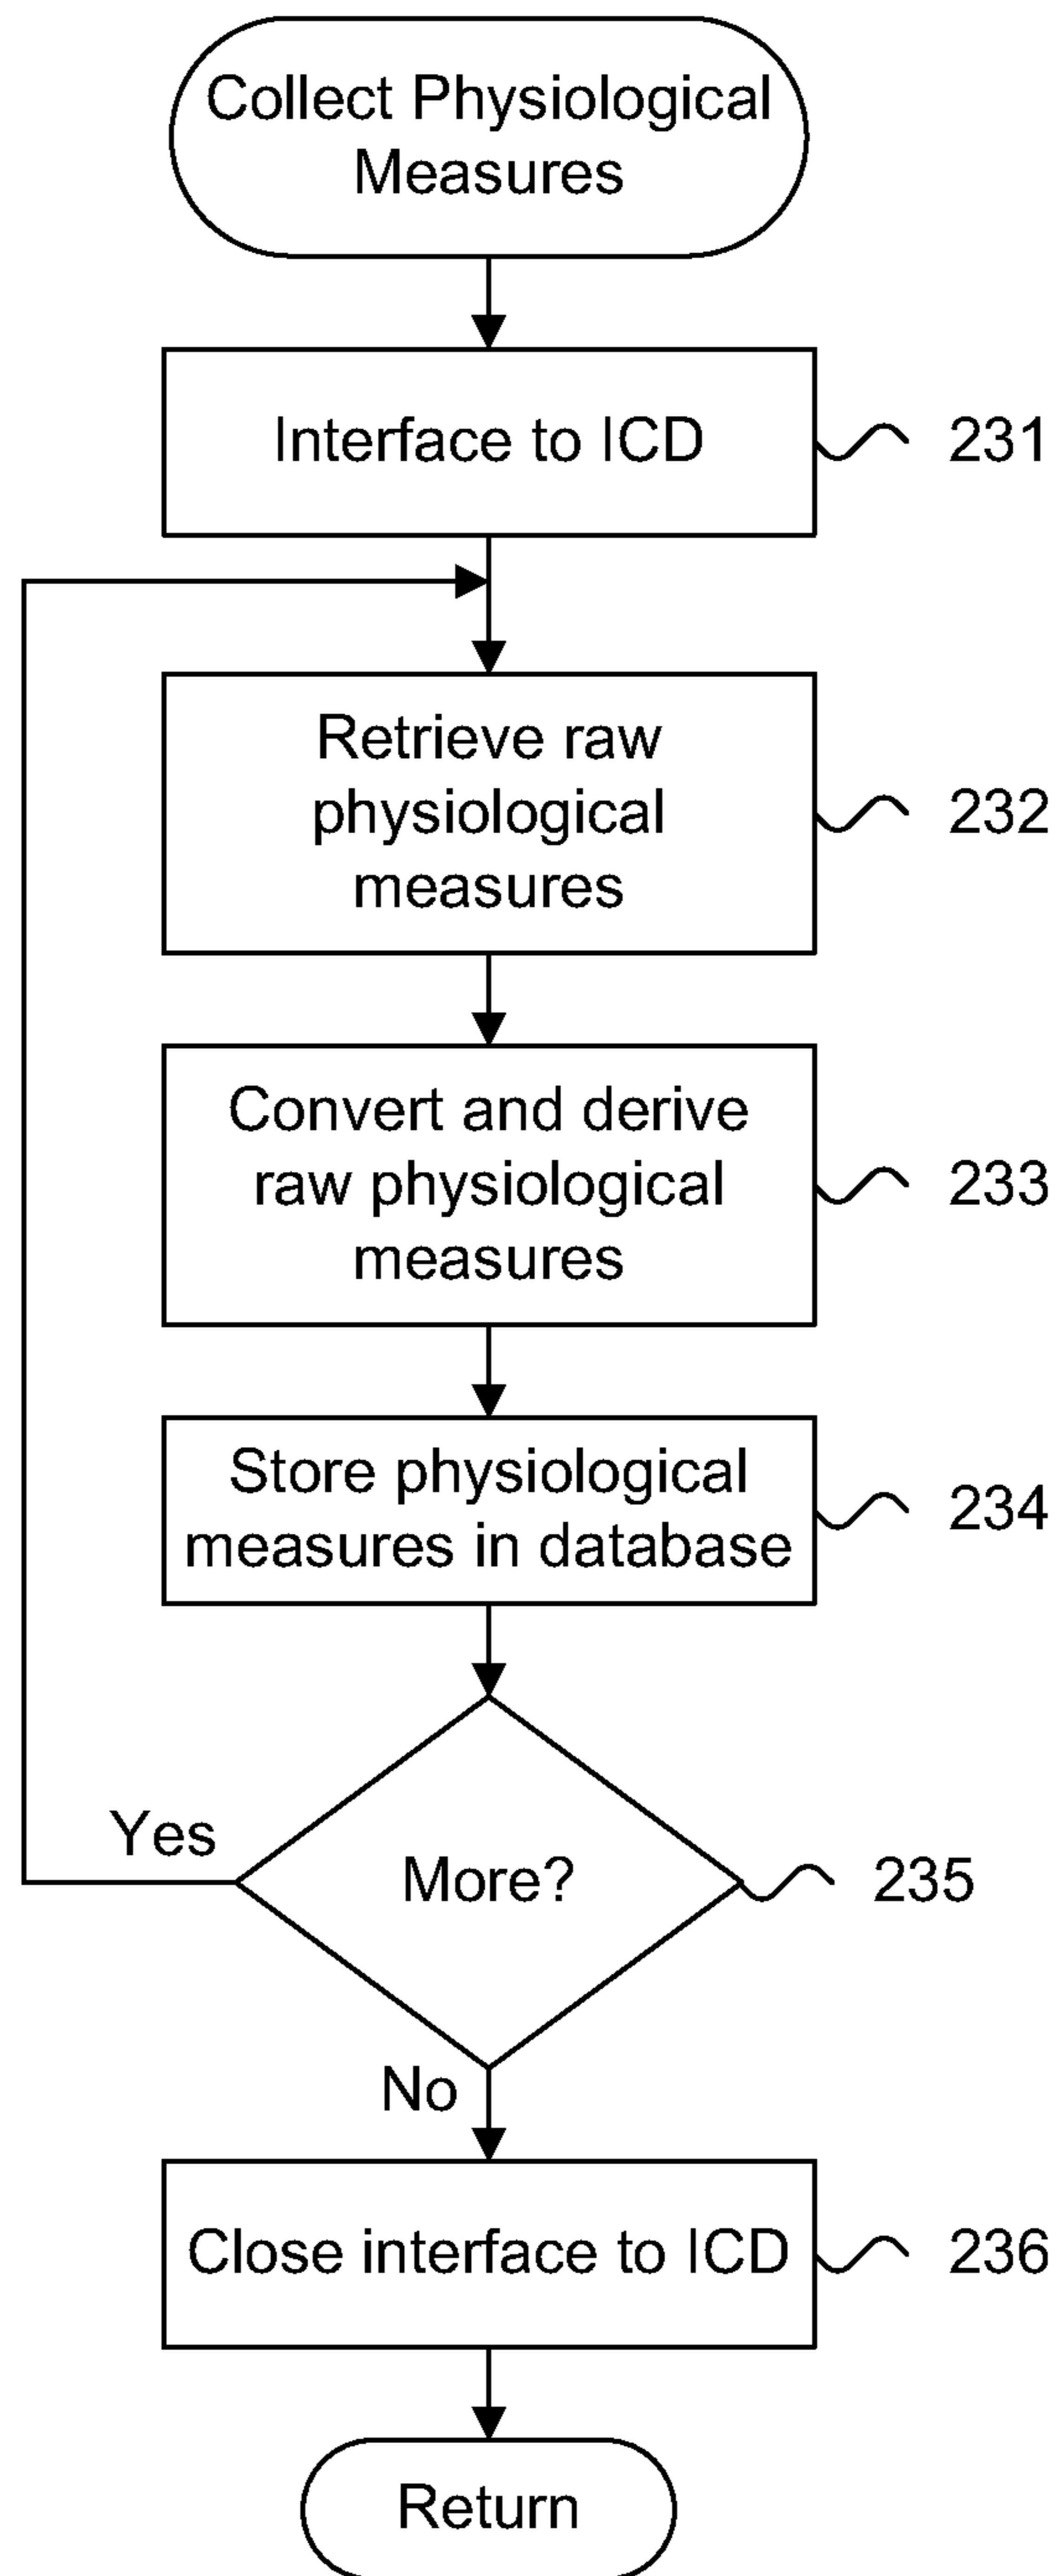 Collect Physiological
Measures
Interface to ICD
231
Retrieve raw
physiological
measures
232
Convert and derive
raw physiological
measures
233
Store physiological
measures in database
234
Yes
More?
235
No
Close interface to ICD
236
Return